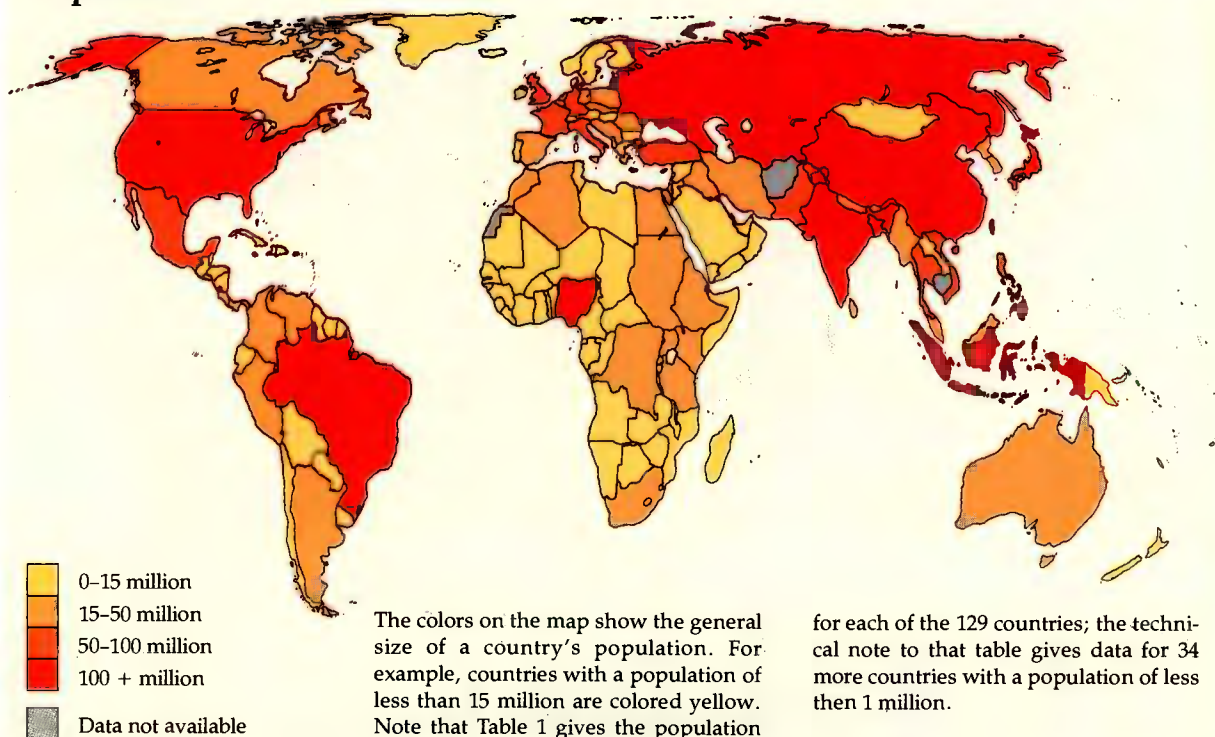 0–15 million
15–50 million
50–100 million
100 + million
Data not available
The colors on the map show the general
size of a country's population. For
example, countries with a population of
less than 15 million are colored yellow.
Note that Table 1 gives the population
for each of the 129 countries; the techni-
cal note to that table gives data for 34
more countries with a population of less
then 1 million.